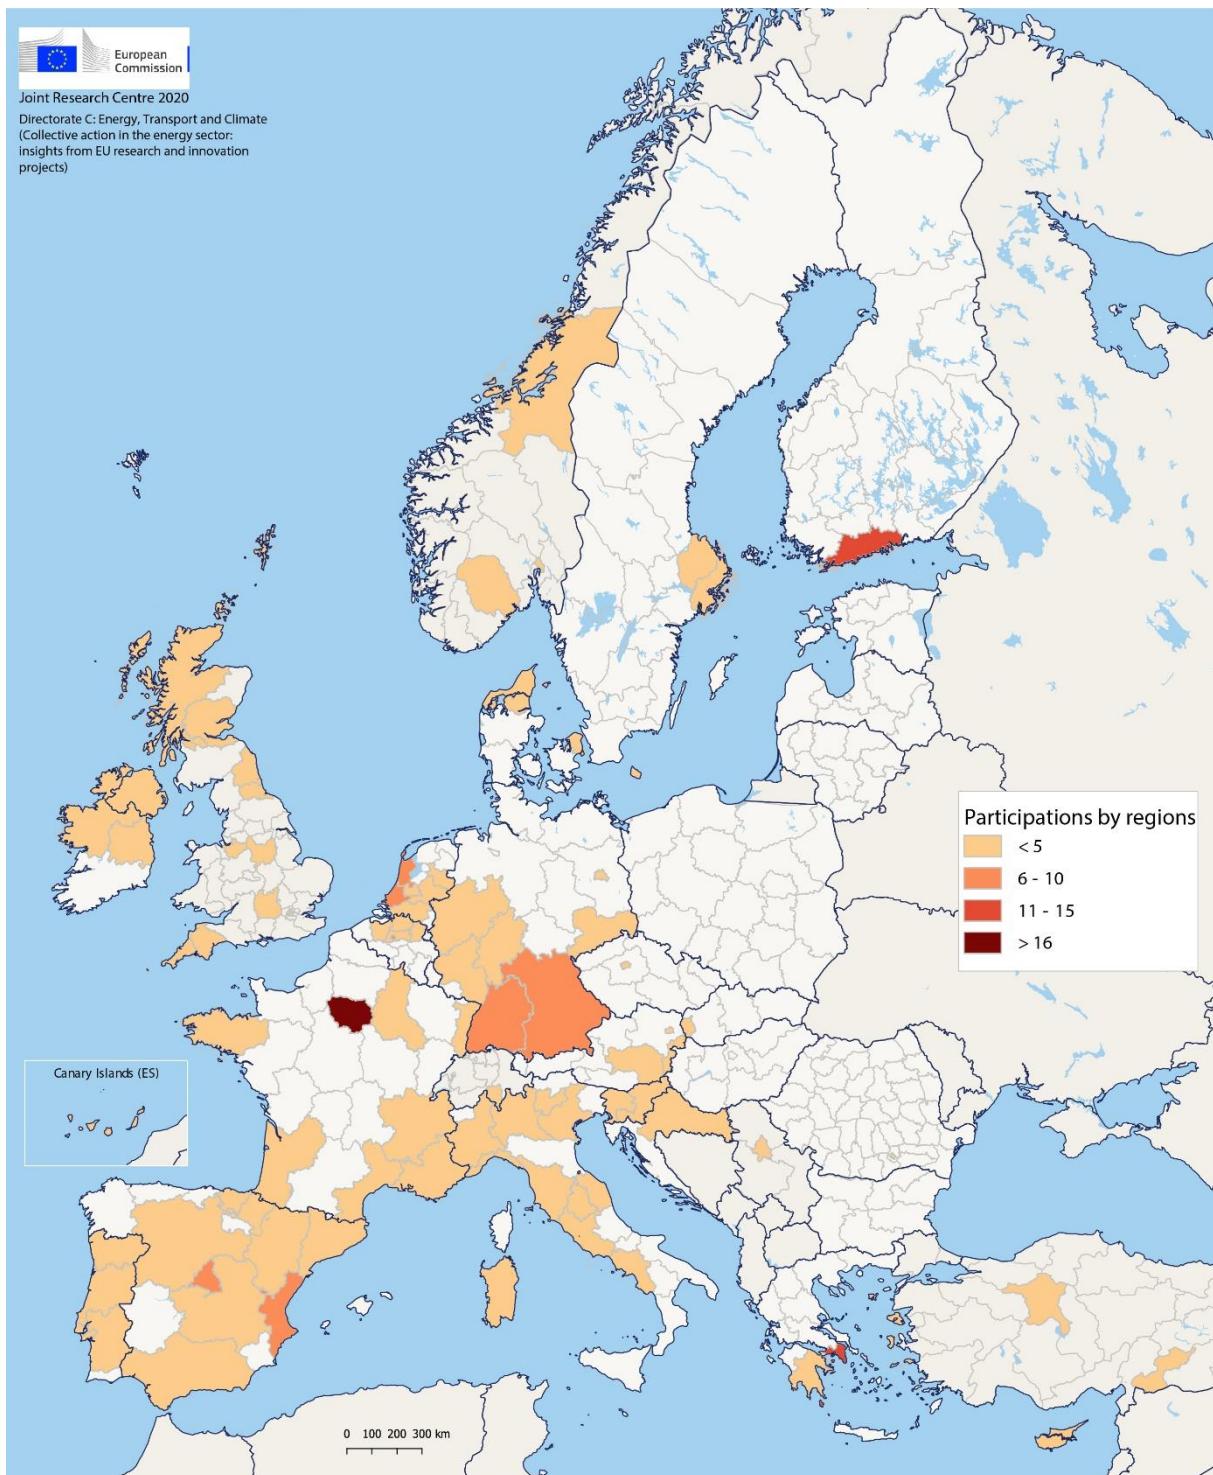 European
Commission
Joint Research Centre 2020
Directorate C: Energy, Transport and Climate
(Collective action in the energy sector:
insights from EU research and innovation
projects)
Participations by regions
< 5
6 - 10
11 - 15
> 16
Canary Islands (ES)
0 100 200 300 km